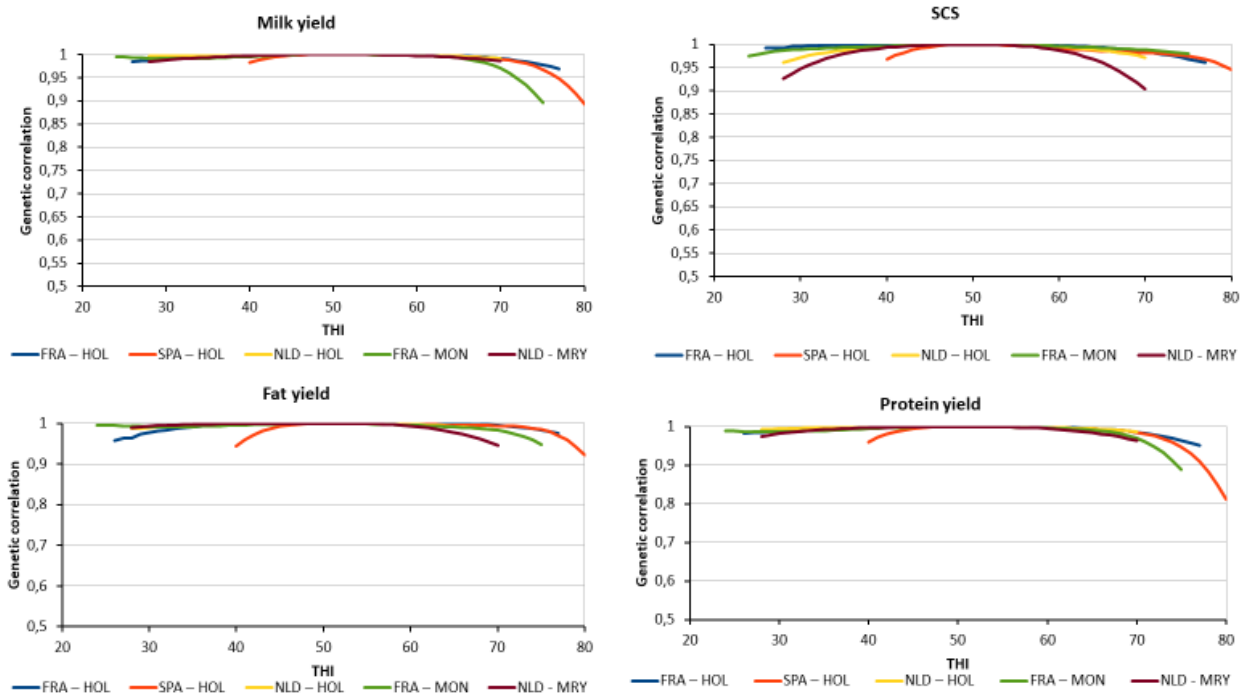 Milk yield
1
0,95
0,9
0,85
0,8
0,75
0,7
0,65
0,6
0,55
0,5
Genetic correlation
20 30 40 50 60 70 80
THI
FRA – HOL SPA – HOL NLD – HOL FRA – MON NLD - MRY
SCS
1
0,95
0,9
0,85
0,8
0,75
0,7
0,65
0,6
0,55
0,5
Genetic correlation
20 30 40 50 60 70 80
THI
FRA – HOL SPA – HOL NLD – HOL FRA – MON NLD - MRY
Fat yield
1
0,9
0,8
0,7
0,6
0,5
Genetic correlation
20 30 40 50 60 70 80
THI
FRA – HOL SPA – HOL NLD – HOL FRA – MON NLD - MRY
Protein yield
1
0,9
0,8
0,7
0,6
0,5
Genetic correlation
20 30 40 50 60 70 80
THI
FRA – HOL SPA – HOL NLD – HOL FRA – MON NLD - MRY